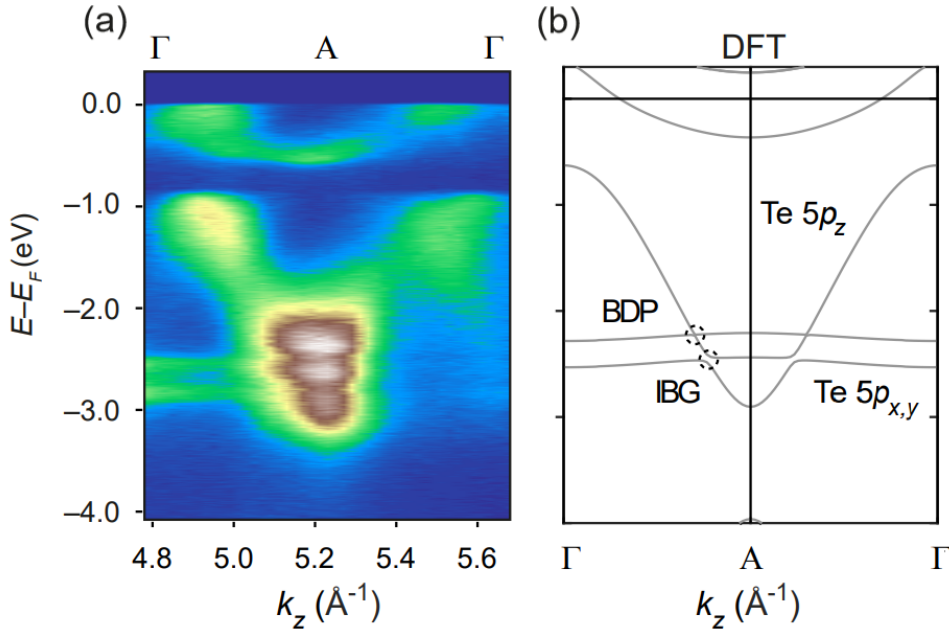 (a)
Γ A Γ
0.0
–1.0
–2.0
–3.0
–4.0
E–E_F (eV)
4.8 5.0 5.2 5.4 5.6
k_z (Å⁻¹)
(b)
DFT
Te 5p_z
BDP
IBG
Te 5p_x,y
Γ A Γ
k_z (Å⁻¹)